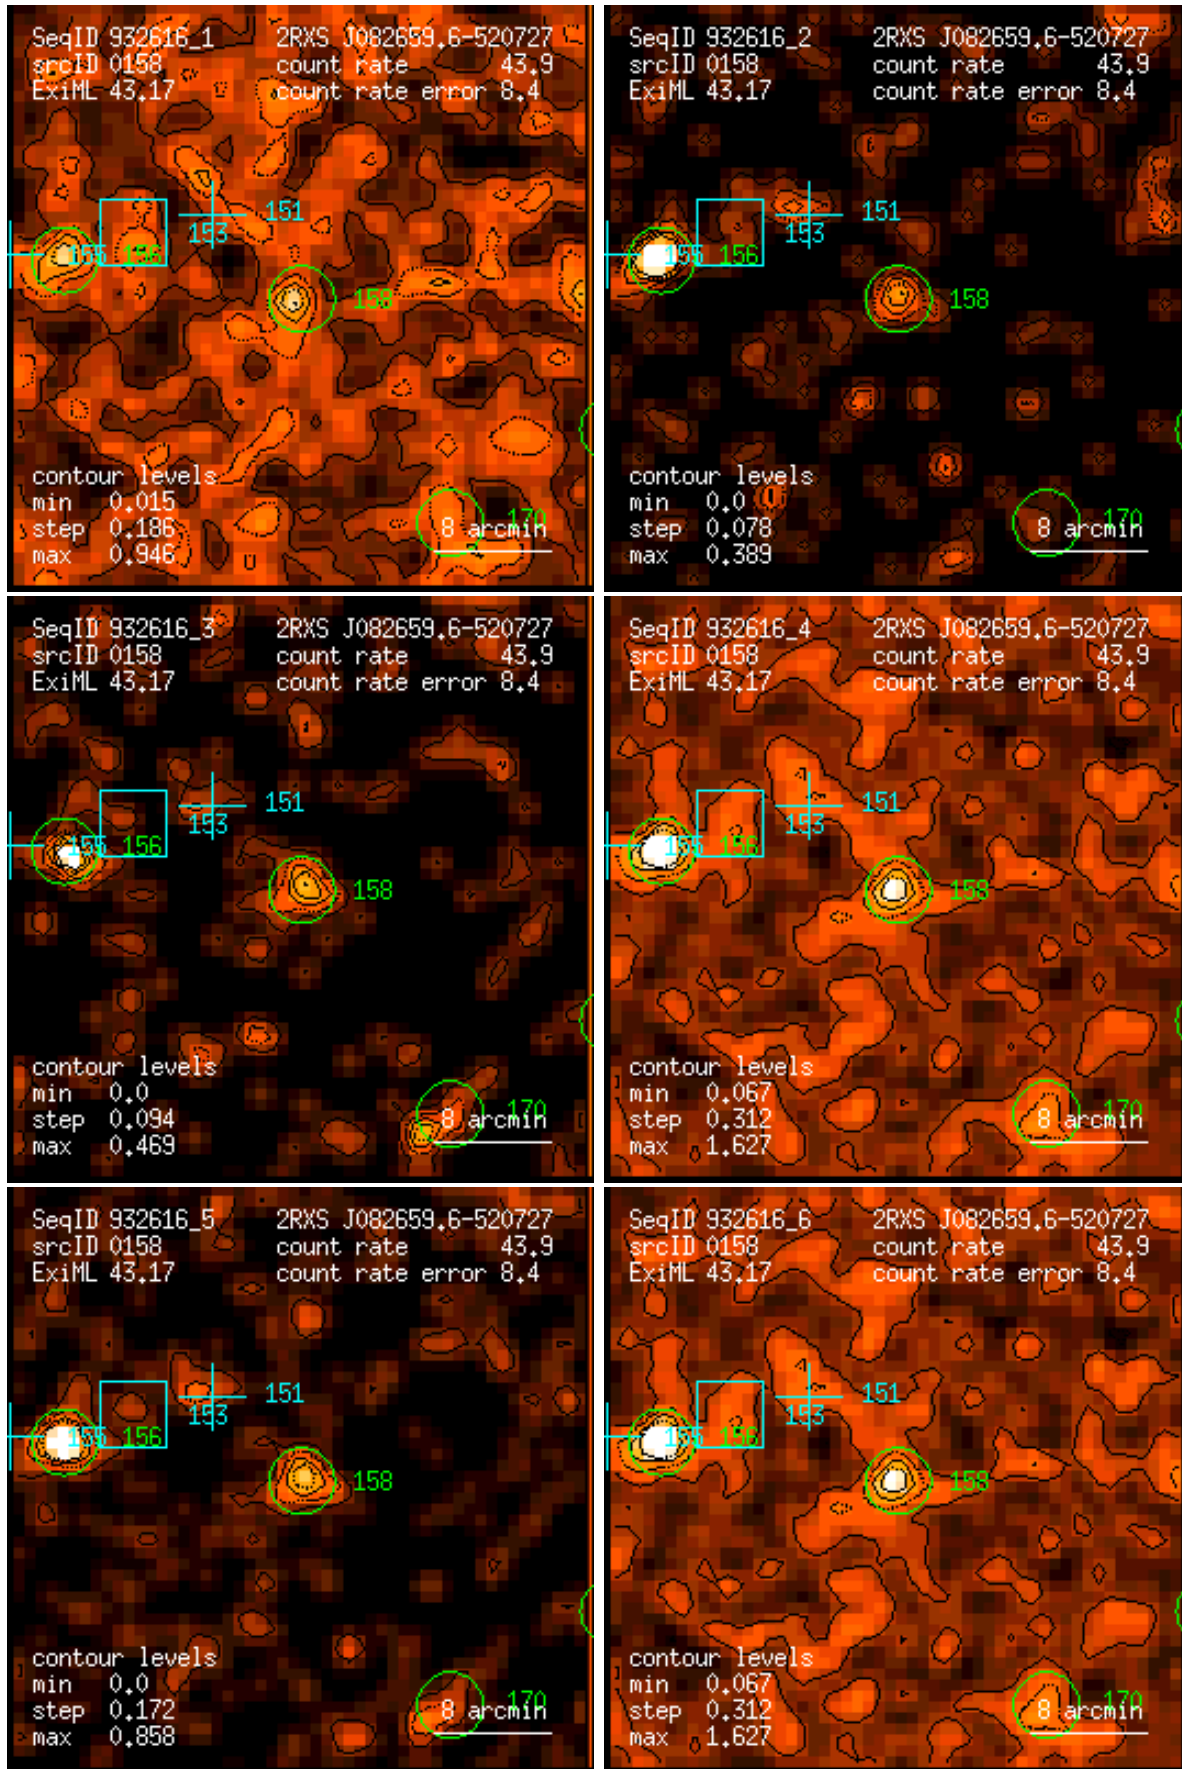 SeqID 932616_1 2RXS J082659.6-520727
srcID 0158 count rate 43.9
ExiML 43.17 count rate error 8.4
151
153
155 156
158
contour levels
min 0.015
step 0.186
max 0.946
170
8 arcmin
SeqID 932616_2 2RXS J082659.6-520727
srcID 0158 count rate 43.9
ExiML 43.17 count rate error 8.4
151
153
155 156
158
contour levels
min 0.0
step 0.078
max 0.389
170
8 arcmin
SeqID 932616_3 2RXS J082659.6-520727
srcID 0158 count rate 43.9
ExiML 43.17 count rate error 8.4
151
153
155 156
158
contour levels
min 0.0
step 0.094
max 0.469
170
8 arcmin
SeqID 932616_4 2RXS J082659.6-520727
srcID 0158 count rate 43.9
ExiML 43.17 count rate error 8.4
151
153
155 156
158
contour levels
min 0.067
step 0.312
max 1.627
170
8 arcmin
SeqID 932616_5 2RXS J082659.6-520727
srcID 0158 count rate 43.9
ExiML 43.17 count rate error 8.4
151
153
155 156
158
contour levels
min 0.0
step 0.172
max 0.858
170
8 arcmin
SeqID 932616_6 2RXS J082659.6-520727
srcID 0158 count rate 43.9
ExiML 43.17 count rate error 8.4
151
153
155 156
158
contour levels
min 0.067
step 0.312
max 1.627
170
8 arcmin